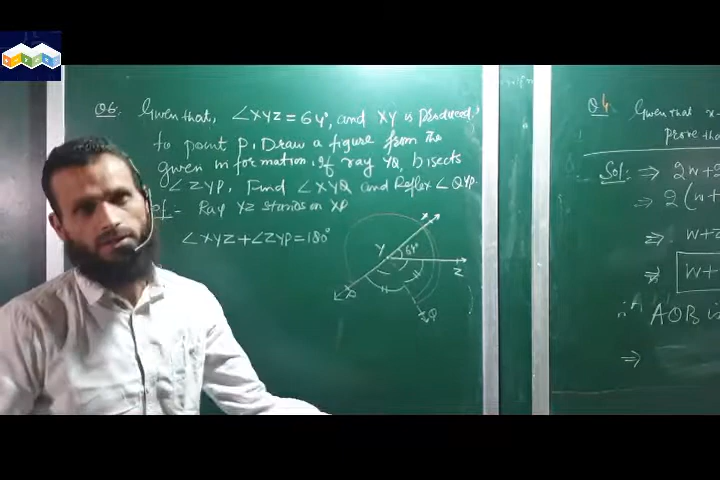 Q6. Given that, ∠XYZ = 64°, and XY is produced
to point P. Draw a figure from the
given information. If ray YQ, bisects
∠ZYP, Find ∠XYQ and Reflex ∠QYP.
Ray YZ stands on XP
∠XYZ + ∠ZYP = 180°
X
Y
64°
Z
P
Q
Q4
Given that x
prove tha
Sol: ⇒ 2w+2
⇒ 2(w+
⇒ w+z
⇒ w+
AOB is
⇒